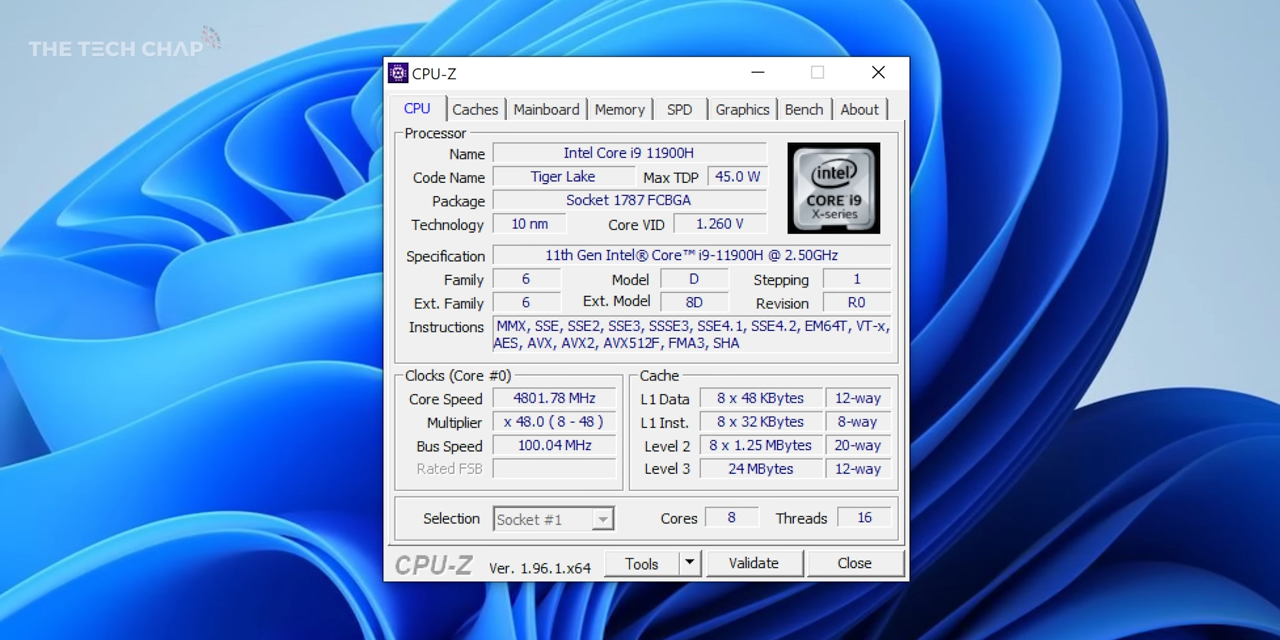 THE TECH CHAP
CPU-Z
CPU Caches Mainboard Memory SPD Graphics Bench About
Processor
Name Intel Core i9 11900H
Code Name Tiger Lake Max TDP 45.0 W
Package Socket 1787 FCBGA
Technology 10 nm Core VID 1.260 V
intel
CORE i9
X-series
Specification 11th Gen Intel® Core™ i9-11900H @ 2.50GHz
Family 6 Model D Stepping 1
Ext. Family 6 Ext. Model 8D Revision R0
Instructions MMX, SSE, SSE2, SSE3, SSSE3, SSE4.1, SSE4.2, EM64T, VT-x,
AES, AVX, AVX2, AVX512F, FMA3, SHA
Clocks (Core #0)
Core Speed 4801.78 MHz
Multiplier x 48.0 ( 8 - 48 )
Bus Speed 100.04 MHz
Rated FSB
Cache
L1 Data 8 x 48 KBytes 12-way
L1 Inst. 8 x 32 KBytes 8-way
Level 2 8 x 1.25 MBytes 20-way
Level 3 24 MBytes 12-way
Selection Socket #1 Cores 8 Threads 16
CPU-Z Ver. 1.96.1.x64 Tools Validate Close